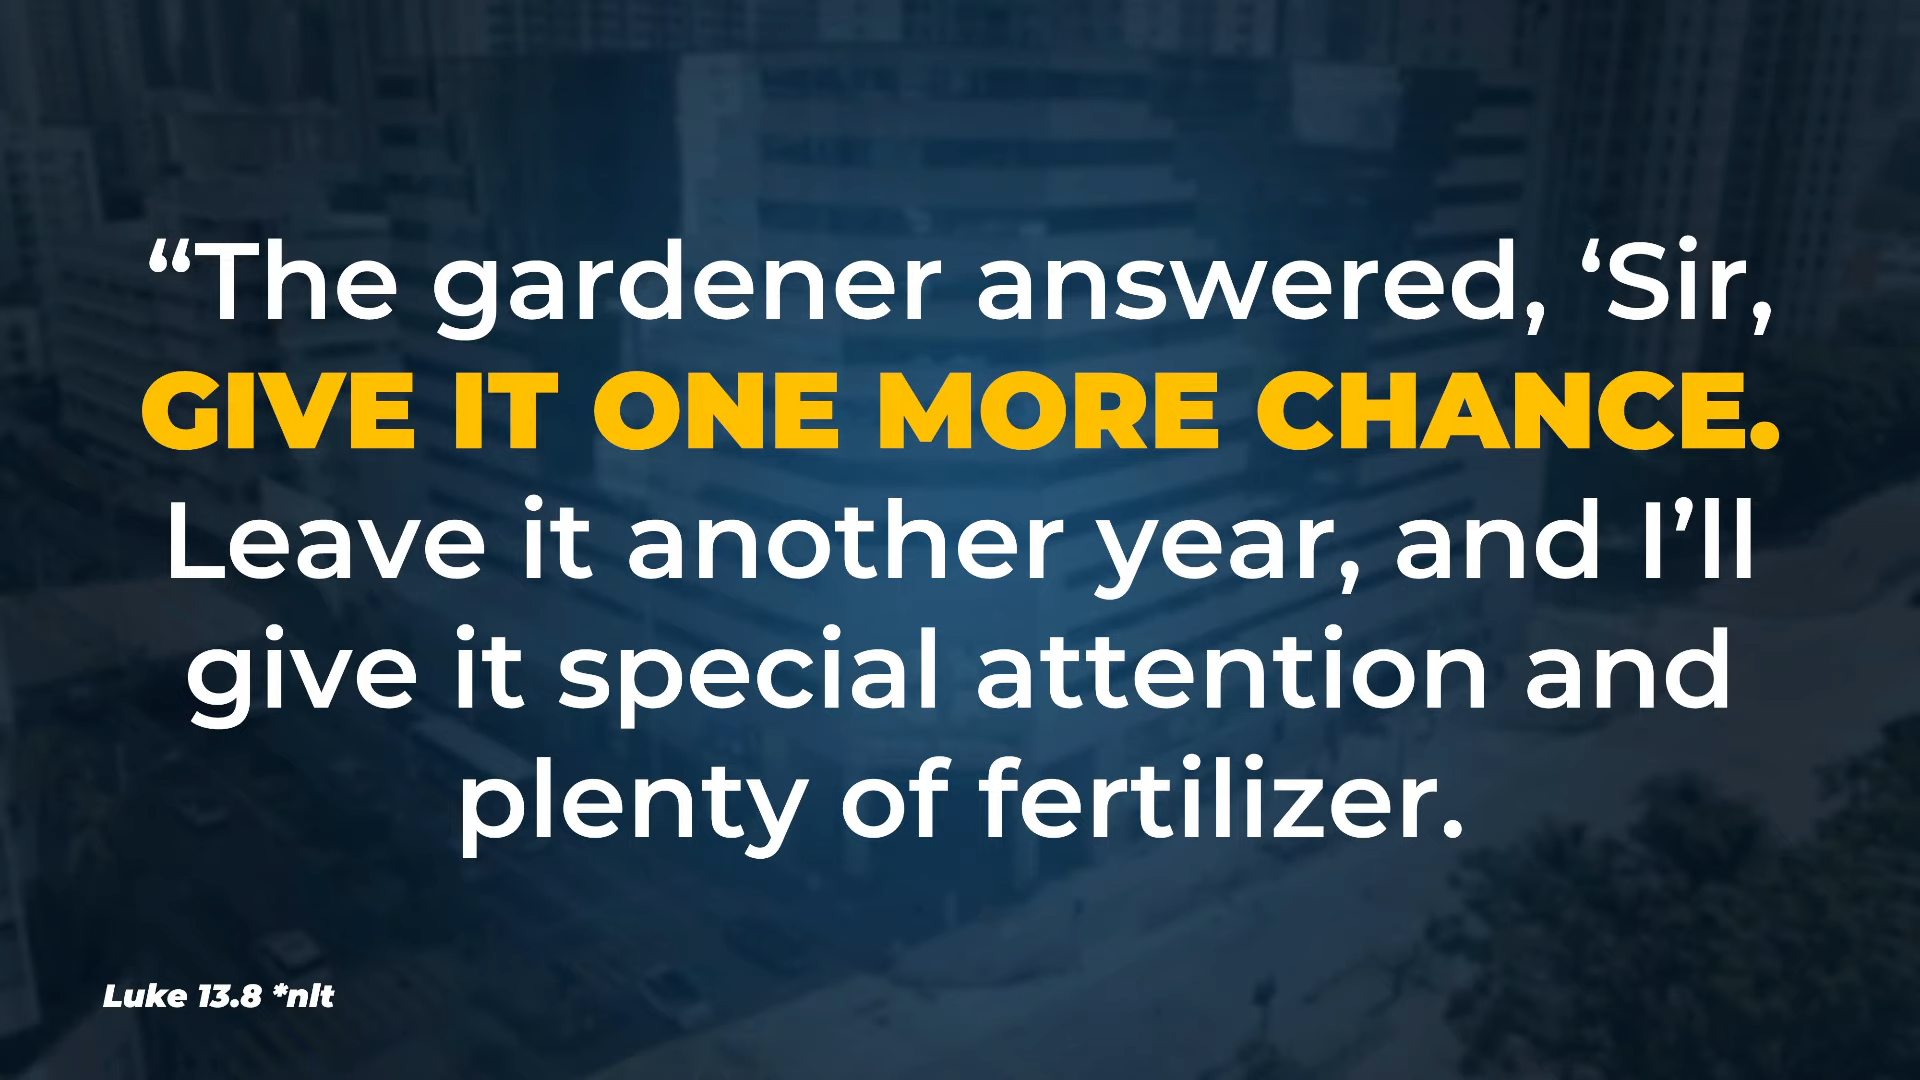 “The gardener answered, ‘Sir,
GIVE IT ONE MORE CHANCE.
Leave it another year, and I’ll
give it special attention and
plenty of fertilizer.
Luke 13.8 *nlt